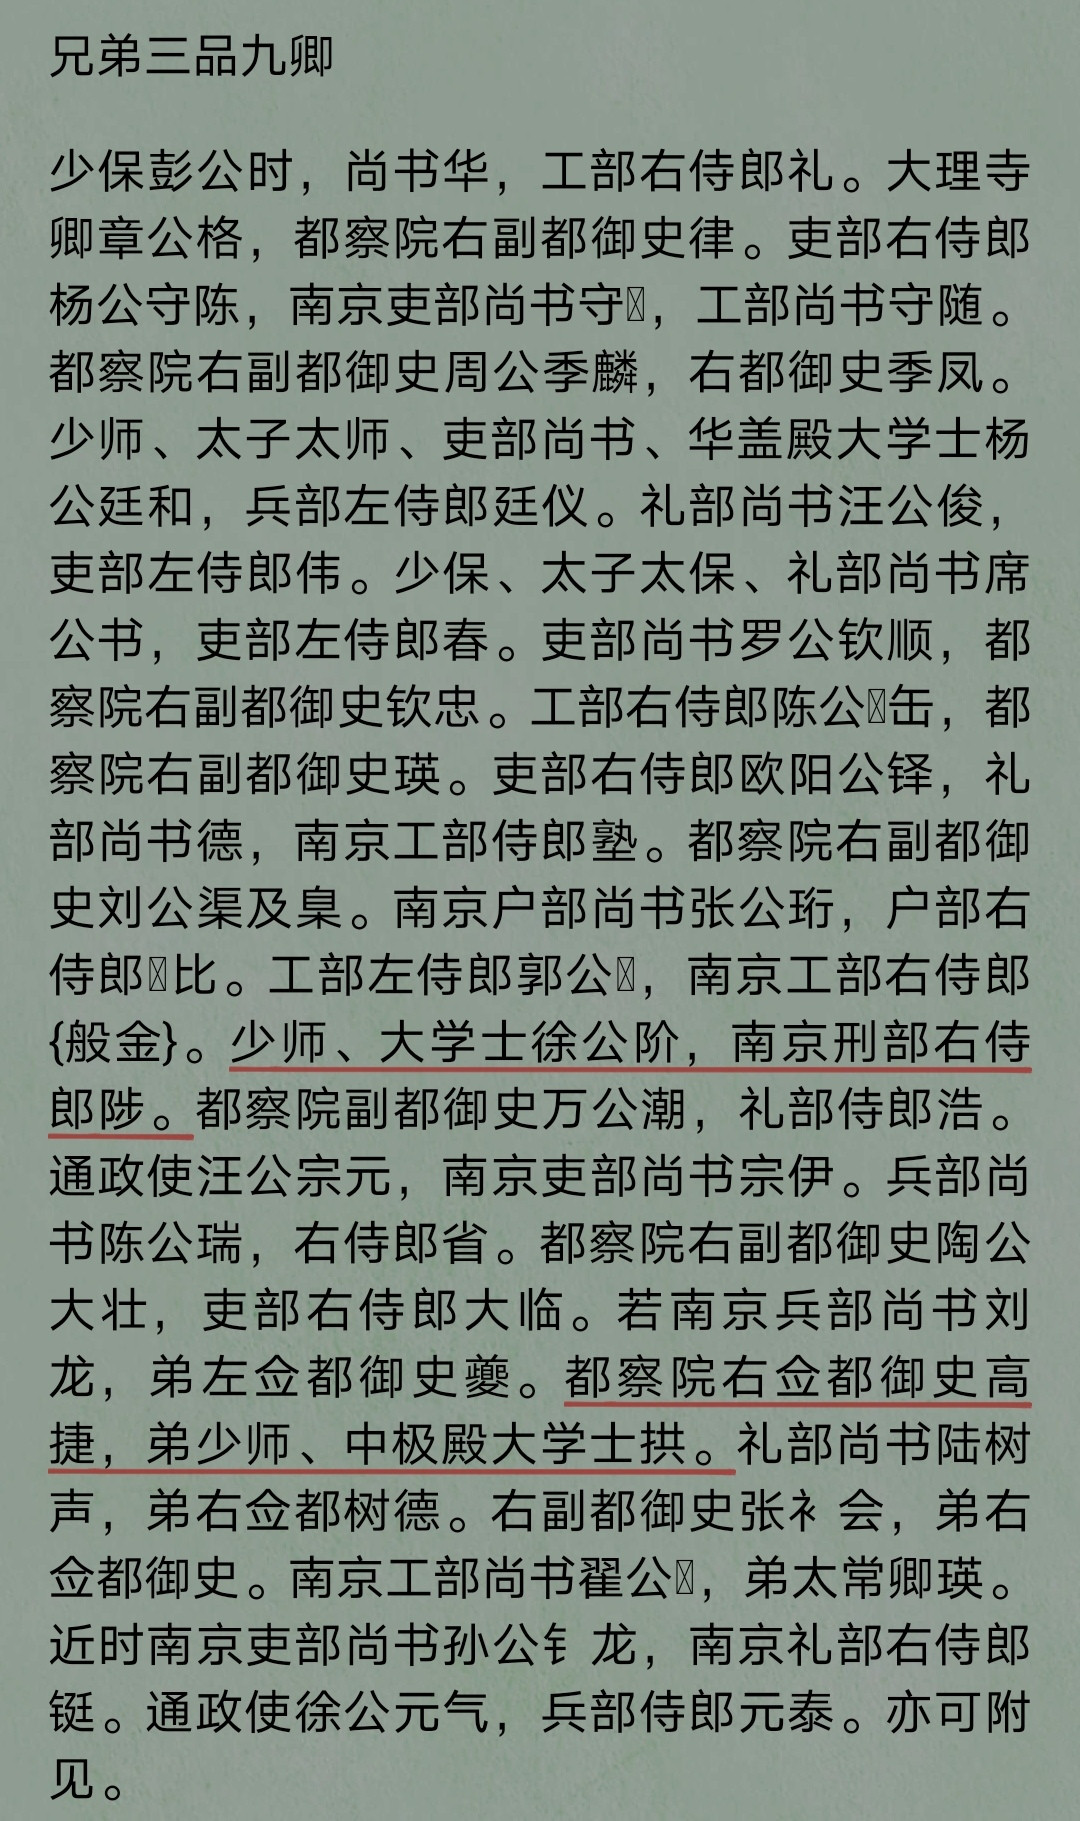 兄弟三品九卿
少保彭公时，尚书华，工部右侍郎礼。大理寺
卿章公格，都察院右副都御史律。吏部右侍郎
杨公守陈，南京吏部尚书守，工部尚书守随。
都察院右副都御史周公季麟，右都御史季凤。
少师、太子太师、吏部尚书、华盖殿大学士杨
公廷和，兵部左侍郎廷仪。礼部尚书汪公俊，
吏部左侍郎伟。少保、太子太保、礼部尚书席
公书，吏部左侍郎春。吏部尚书罗公钦顺，都
察院右副都御史钦忠。工部右侍郎陈公缶，都
察院右副都御史瑛。吏部右侍郎欧阳公铎，礼
部尚书德，南京工部侍郎塾。都察院右副都御
史刘公渠及臬。南京户部尚书张公珩，户部右
侍郎比。工部左侍郎郭公，南京工部右侍郎
{般金}。少师、大学士徐公阶，南京刑部右侍
郎陟。都察院副都御史万公潮，礼部侍郎浩。
通政使汪公宗元，南京吏部尚书宗伊。兵部尚
书陈公瑞，右侍郎省。都察院右副都御史陶公
大壮，吏部右侍郎大临。若南京兵部尚书刘
龙，弟左佥都御史夔。都察院右佥都御史高
捷，弟少师、中极殿大学士拱。礼部尚书陆树
声，弟右佥都树德。右副都御史张衤会，弟右
佥都御史。南京工部尚书翟公，弟太常卿瑛。
近时南京吏部尚书孙公钅龙，南京礼部右侍郎
铤。通政使徐公元气，兵部侍郎元泰。亦可附
见。